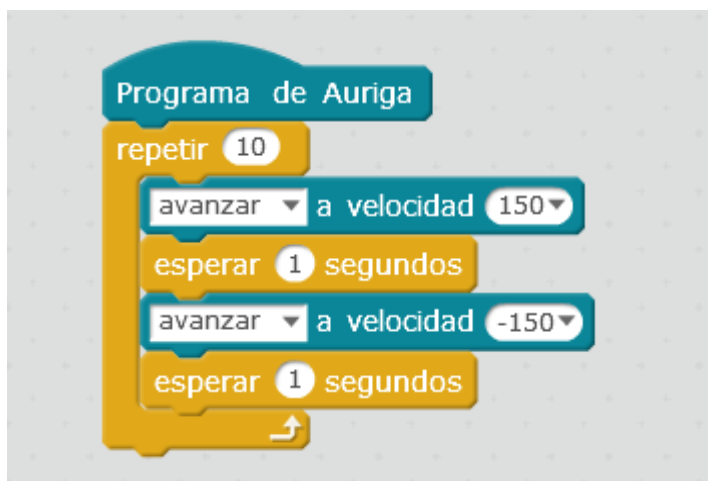 Programa de Auriga
repetir 10
avanzar a velocidad 150
esperar 1 segundos
avanzar a velocidad -150
esperar 1 segundos